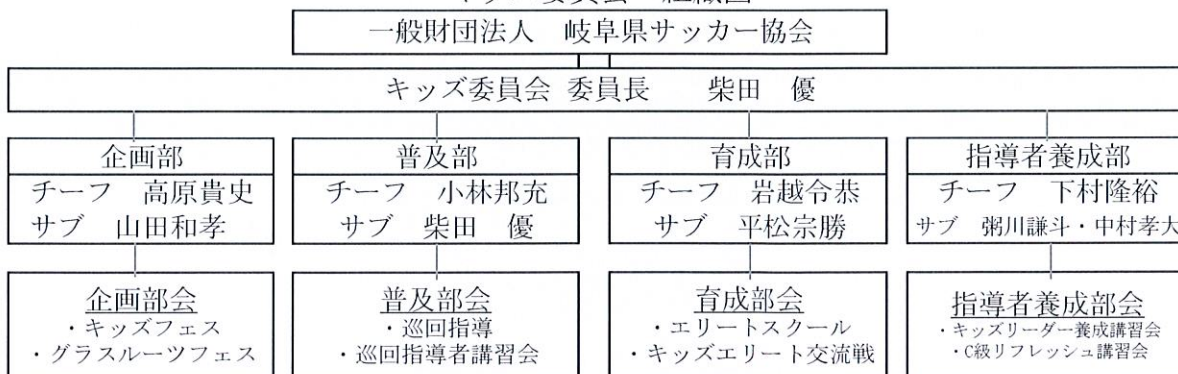 一般財団法人　岐阜県サッカー協会
キッズ委員会 委員長　　柴田　優
企画部
チーフ　高原貴史
サブ　山田和孝
普及部
チーフ　小林邦充
サブ　柴田　優
育成部
チーフ　岩越令恭
サブ　平松宗勝
指導者養成部
チーフ　下村隆裕
サブ　粥川謙斗・中村孝大
企画部会
・キッズフェス
・グラスルーツフェス
普及部会
・巡回指導
・巡回指導者講習会
育成部会
・エリートスクール
・キッズエリート交流戦
指導者養成部会
・キッズリーダー養成講習会
・C級リフレッシュ講習会